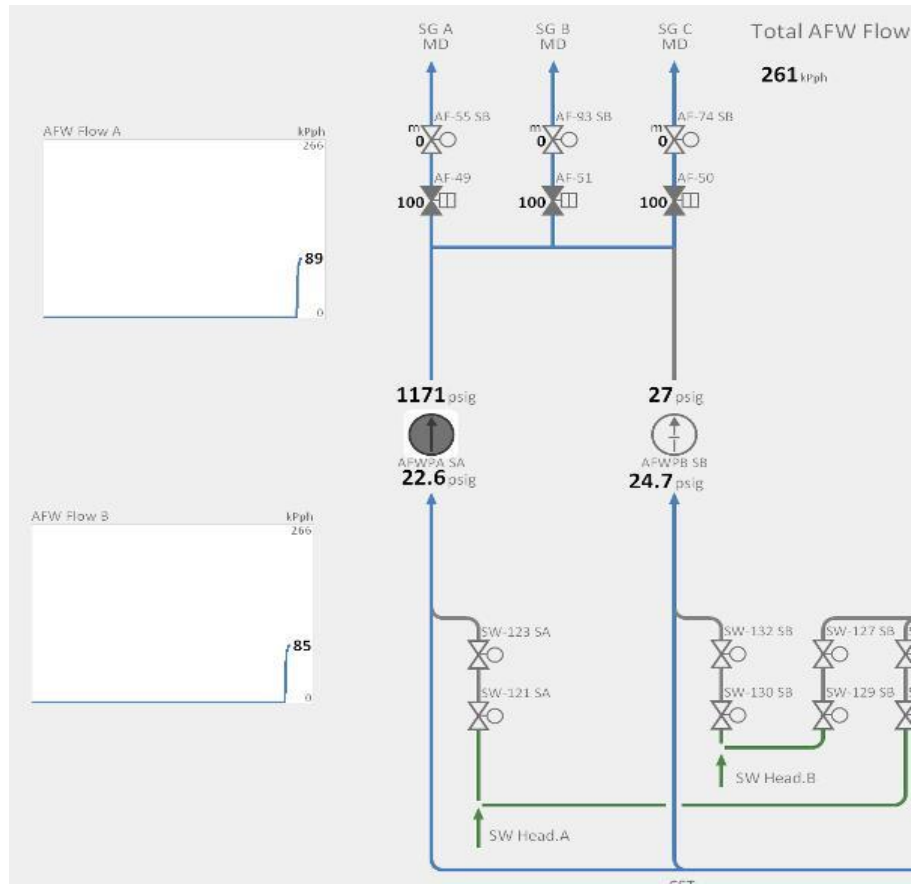 SG A
MD
SG B
MD
SG C
MD
Total AFW Flow
261 kPph
AFW Flow A
kPph
266
89
0
AF-55 SB
m
0
AF-93 SB
m
0
AF-74 SB
m
0
AF-49
100
AF-51
100
AF-50
100
1171 psig
AFWPA SA
22.6 psig
27 psig
AFWPB SB
24.7 psig
AFW Flow B
kPph
266
85
0
SW-123 SA
SW-132 SB
SW-127 SB
SW-121 SA
SW-130 SB
SW-129 SB
SW Head.B
SW Head.A